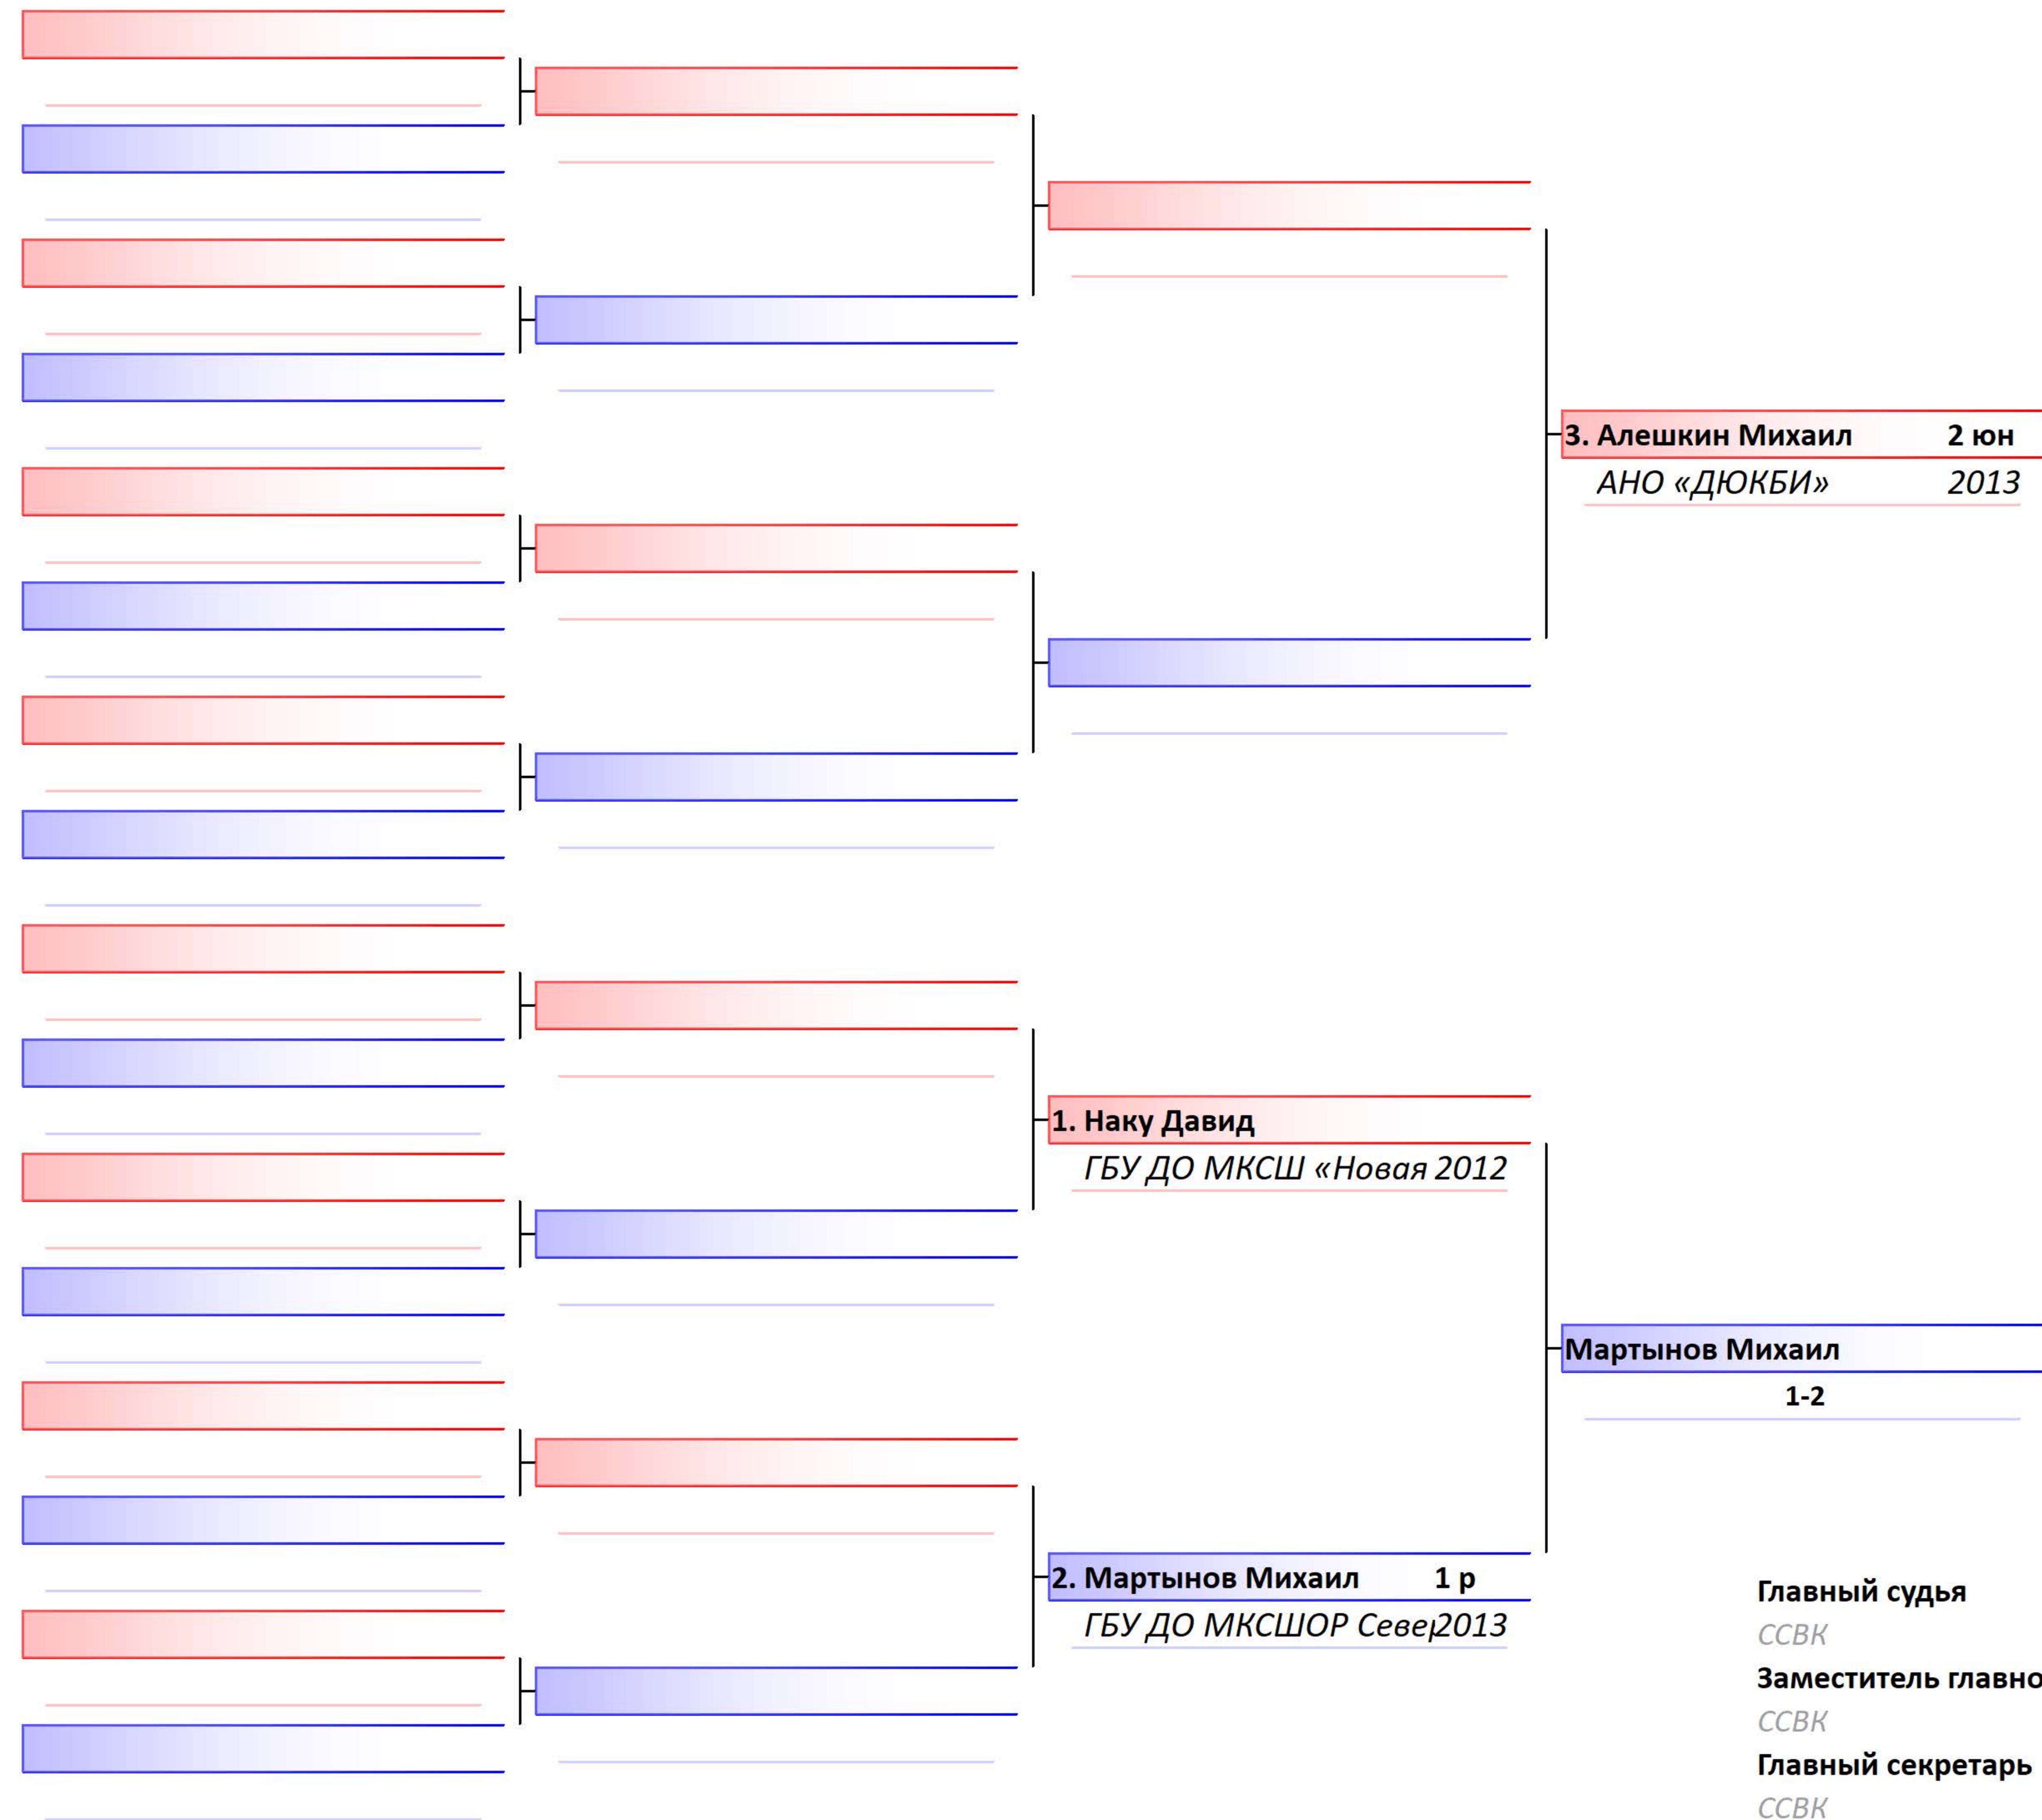 3. Алешкин Михаил 2 юн
АНО «ДЮКБИ» 2013
1. Наку Давид
ГБУ ДО МКСШ «Новая 2012
Мартынов Михаил
1-2
2. Мартынов Михаил 1 р
ГБУ ДО МКСШОР Север 2013
Главный судья
ССВК
Заместитель главно
ССВК
Главный секретарь
ССВК